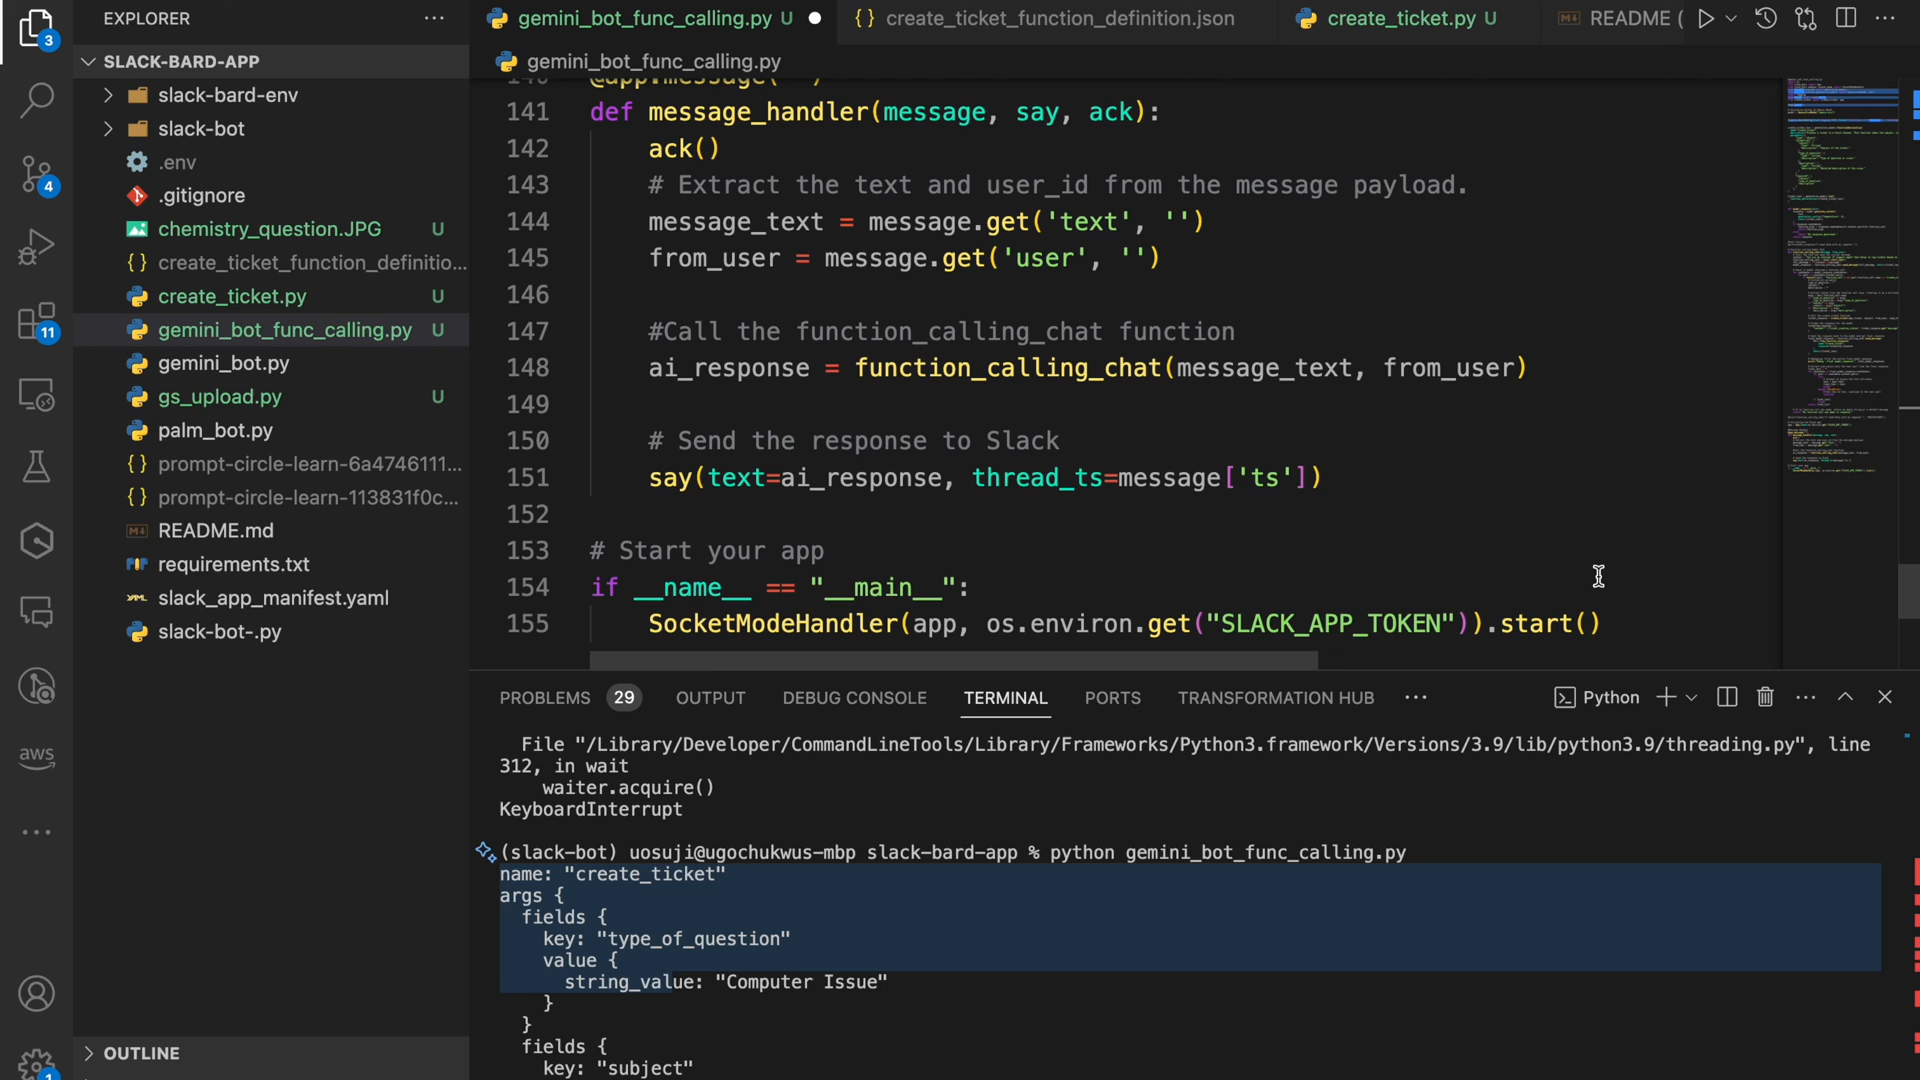 EXPLORER
3
SLACK-BARD-APP
slack-bard-env
slack-bot
.env
.gitignore
chemistry_question.JPG U
{} create_ticket_function_definitio...
create_ticket.py U
gemini_bot_func_calling.py U
gemini_bot.py
gs_upload.py U
palm_bot.py
{} prompt-circle-learn-6a4746111...
{} prompt-circle-learn-113831f0c...
README.md
requirements.txt
slack_app_manifest.yaml
slack-bot-.py
OUTLINE
4
11
aws
1
gemini_bot_func_calling.py U
{} create_ticket_function_definition.json
create_ticket.py U
README (
gemini_bot_func_calling.py
140 @app.message(" ")
141 def message_handler(message, say, ack):
142 ack()
143 # Extract the text and user_id from the message payload.
144 message_text = message.get('text', '')
145 from_user = message.get('user', '')
146
147 #Call the function_calling_chat function
148 ai_response = function_calling_chat(message_text, from_user)
149
150 # Send the response to Slack
151 say(text=ai_response, thread_ts=message['ts'])
152
153 # Start your app
154 if __name__ == "__main__":
155 SocketModeHandler(app, os.environ.get("SLACK_APP_TOKEN")).start()
PROBLEMS 29 OUTPUT DEBUG CONSOLE TERMINAL PORTS TRANSFORMATION HUB ... Python
File "/Library/Developer/CommandLineTools/Library/Frameworks/Python3.framework/Versions/3.9/lib/python3.9/threading.py", line
312, in wait
waiter.acquire()
KeyboardInterrupt
(slack-bot) uosuji@ugochukwus-mbp slack-bard-app % python gemini_bot_func_calling.py
name: "create_ticket"
args {
fields {
key: "type_of_question"
value {
string_value: "Computer Issue"
}
}
fields {
key: "subject"